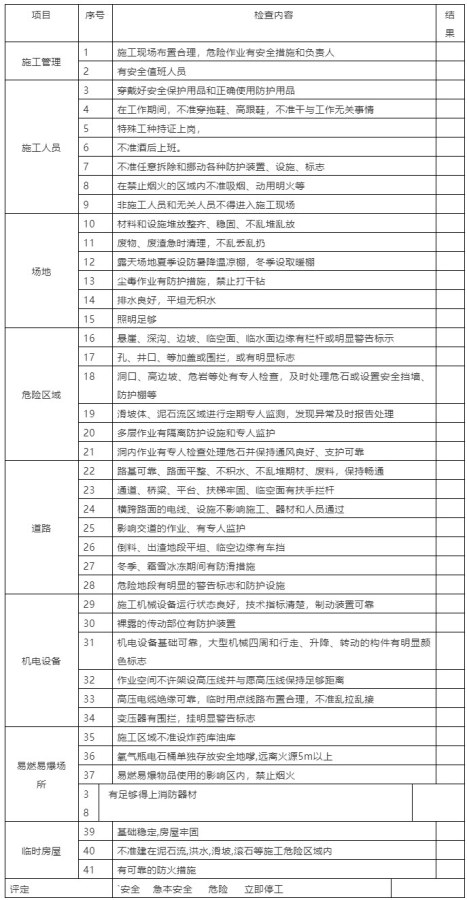 项目 序号 检查内容 结
果
施工管理
1 施工现场布置合理，危险作业有安全措施和负责人
2 有安全值班人员
施工人员
3 穿戴好安全保护用品和正确使用防护用品
4 在工作期间，不准穿拖鞋、高跟鞋，不准干与工作无关事情
5 特殊工种持证上岗，
6 不准酒后上班。
7 不准任意拆除和挪动各种防护装置、设施、标志
8 在禁止烟火的区域内不准吸烟、动用明火等
9 非施工人员和无关人员不得进入施工现场
场地
10 材料和设施堆放整齐、稳固、不乱堆乱放
11 废物、废渣急时清理，不乱丢乱扔
12 露天场地夏季设防暑降温凉棚，冬季设取暖棚
13 尘毒作业有防护措施，禁止打干钻
14 排水良好，平坦无积水
15 照明足够
危险区域
16 悬崖、深沟、边坡、临空面、临水面边缘有栏杆或明显警告标示
17 孔、井口、等加盖或围拦，或有明显标志
18 洞口、高边坡、危岩等处有专人检查，及时处理危石或设置安全挡墙、
防护棚等
19 滑坡体、泥石流区域进行定期专人监测，发现异常及时报告处理
20 多层作业有隔离防护设施和专人监护
21 洞内作业有专人检查处理危石并保持通风良好、支护可靠
道路
22 路基可靠、路面平整、不积水、不乱堆期材、废料，保持畅通
23 通道、桥梁、平台、扶梯牢固、临空面有扶手拦杆
24 横跨路面的电线、设施不影响施工、器材和人员通过
25 影响交道的作业、有专人监护
26 倒料、出渣地段平坦、临空边缘有车挡
27 冬季、霜雪冰冻期间有防滑措施
28 危险地段有明显的警告标志和防护设施
机电设备
29 施工机械设备运行状态良好，技术指标清楚，制动装置可靠
30 裸露的传动部位有防护装置
31 机电设备基础可靠，大型机械四周和行走、升降、转动的构件有明显颜
色标志
32 作业空间不许架设高压线并与愿高压线保持足够距离
33 高压电缆绝缘可靠，临时用点线路布置合理，不准乱拉乱接
34 变压器有围拦，挂明显警告标志
易燃易爆场
所
35 施工区域不准设炸药库油库
36 氩气瓶电石桶单独存放安全地嗲,远离火源5m以上
37 易燃易爆物品使用的影响区内，禁止烟火
3
8
有足够得上消防器材
临时房屋
39 基础稳定,房屋牢固
40 不准建在泥石流,洪水,滑坡,滚石等施工危险区域内
41 有可靠的防火措施
评定 安全 急本安全 危险 立即停工